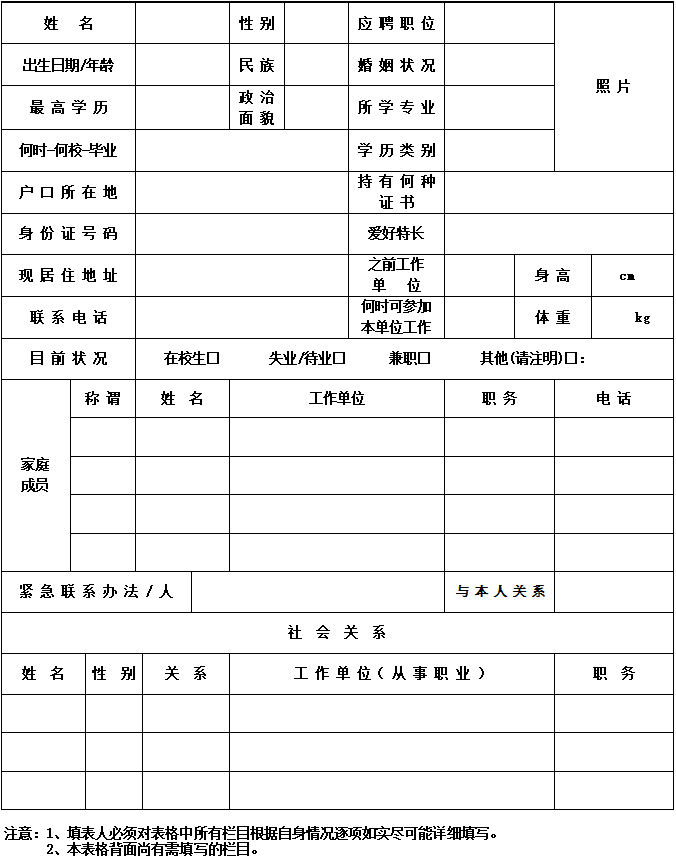 姓 名 性 别 应 聘 职 位
照 片
出生日期/年龄 民 族 婚 姻 状 况
最 高 学 历 政 治 所 学 专 业
面 貌
何时-何校-毕业 学 历 类 别
户 口 所 在 地 持 有 何 种
证 书
身 份 证 号 码 爱好特长
现 居 住 地 址 之前工作 身 高 cm
单 位
联 系 电 话 何时可参加 体 重 kg
本单位工作
目 前 状 况 在校生口 失业/待业口 兼职口 其他(请注明)口:
家庭
成员
称 谓 姓 名 工作单位 职 务 电 话
紧 急 联 系 办 法 / 人 与 本 人 关 系
社 会 关 系
姓 名 性 别 关 系 工 作 单 位 ( 从 事 职 业 ) 职 务
注意: 1、填表人必须对表格中所有栏目根据自身情况逐项如实尽可能详细填写。
2、本表格背面尚有需填写的栏目。